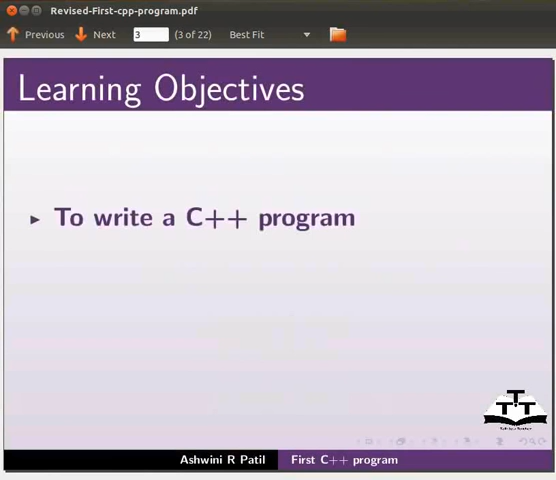 Revised-First-cpp-program.pdf
Previous Next 3 (3 of 22) Best Fit
Learning Objectives
► To write a C++ program
Ashwini R Patil First C++ program